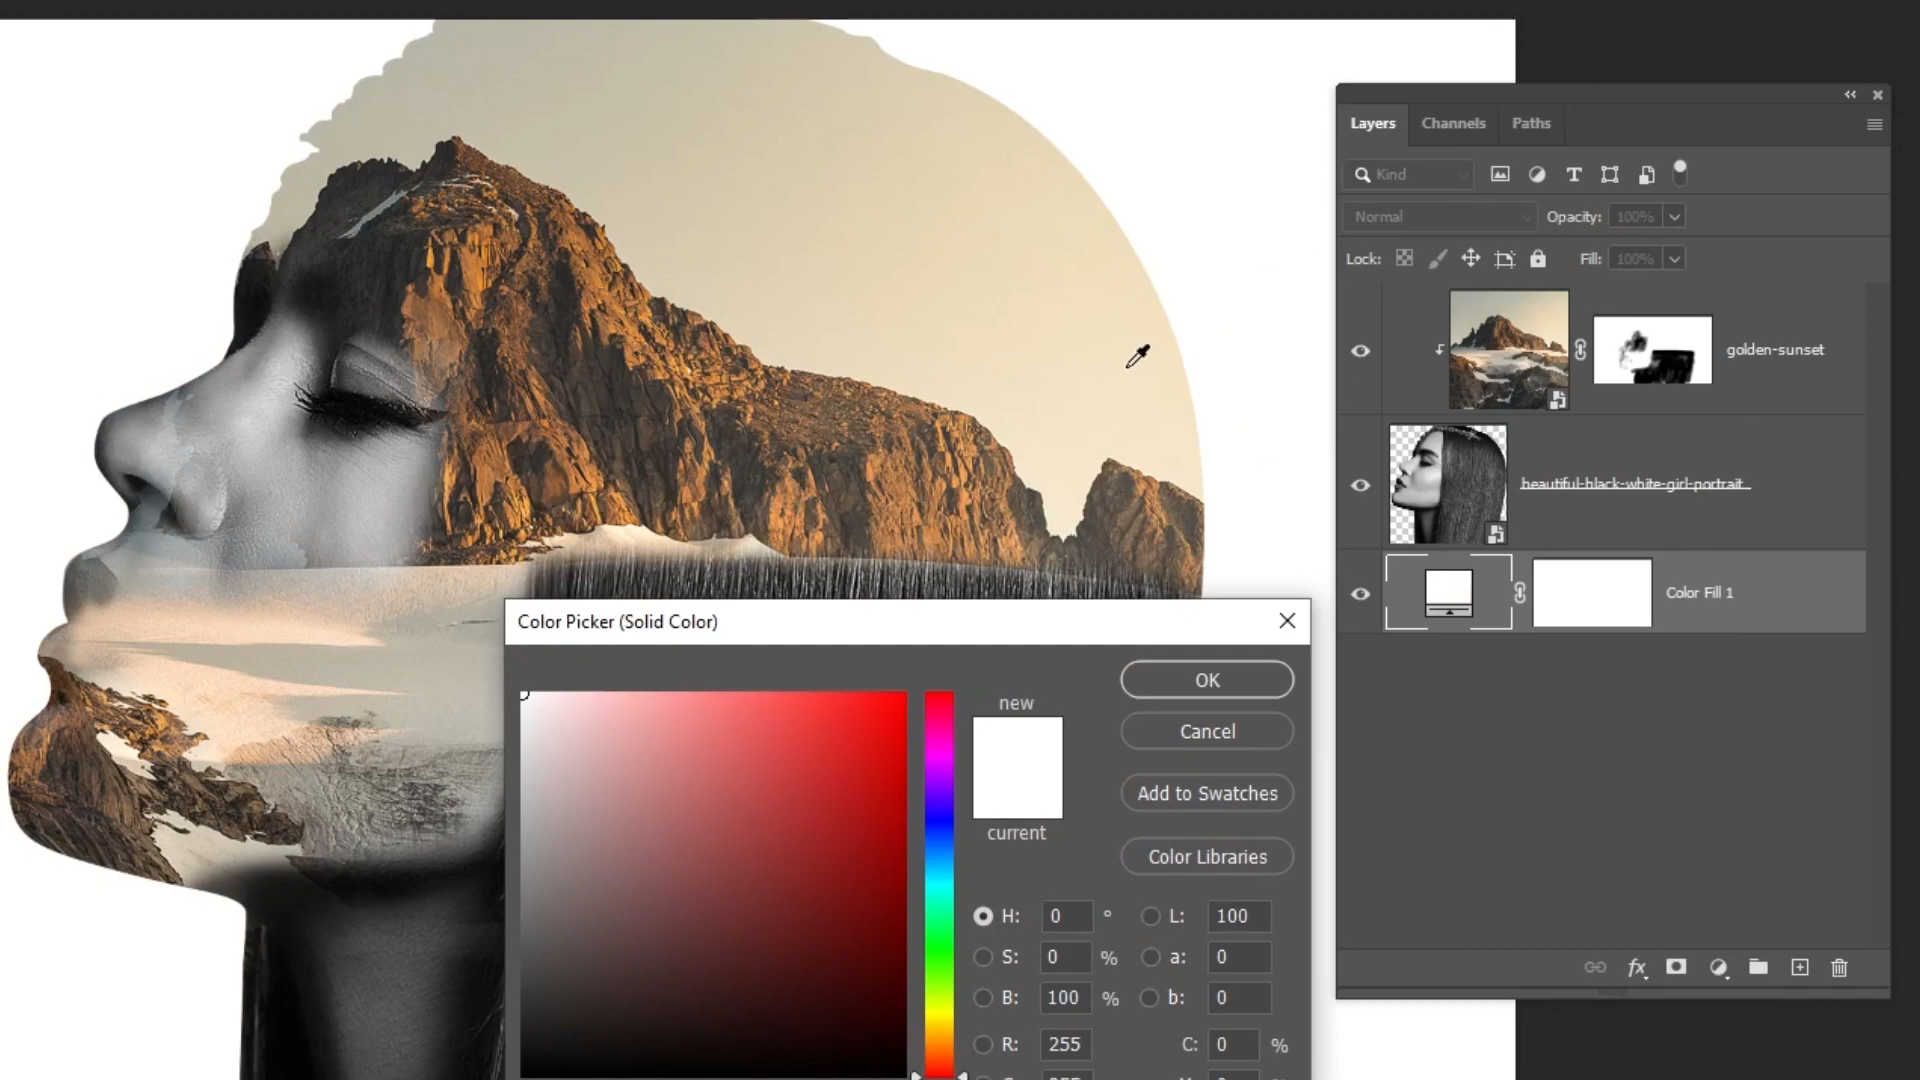 Layers Channels Paths
Kind
Normal Opacity: 100%
Lock: Fill: 100%
golden-sunset
beautiful-black-white-girl-portrait
Color Fill 1
fx
Color Picker (Solid Color)
new
current
OK
Cancel
Add to Swatches
Color Libraries
H: 0 ° L: 100
S: 0 % a: 0
B: 100 % b: 0
R: 255 C: 0 %